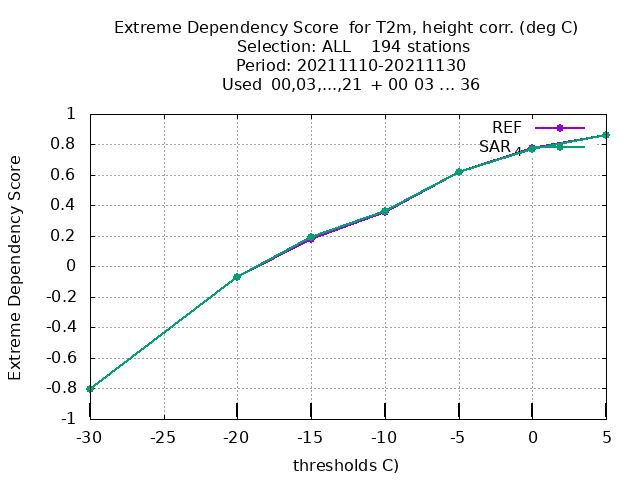 Extreme Dependency Score for T2m, height corr. (deg C)
Selection: ALL 194 stations
Period: 20211110-20211130
Used 00,03,...,21 + 00 03 ... 36
1
0.8
0.6
0.4
0.2
0
-0.2
-0.4
-0.6
-0.8
-1
Extreme Dependency Score
REF
SAR 4
-30
-25
-20
-15
-10
-5
0
5
thresholds C)